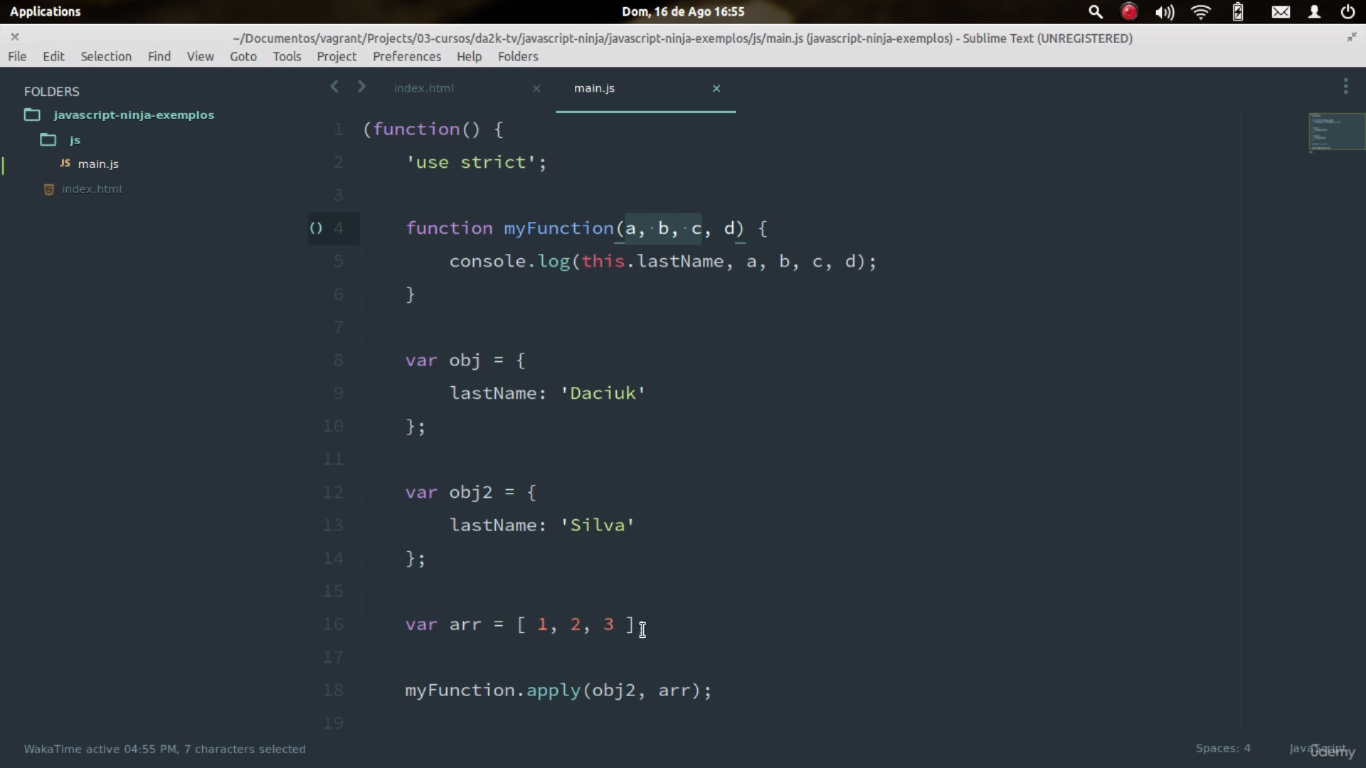 Applications
Dom, 16 de Ago 16:55
~/Documentos/vagrant/Projects/03-cursos/da2k-tv/javascript-ninja/javascript-ninja-exemplos/js/main.js (javascript-ninja-exemplos) - Sublime Text (UNREGISTERED)
File Edit Selection Find View Goto Tools Project Preferences Help Folders
FOLDERS
javascript-ninja-exemplos
js
JS main.js
index.html
index.html
main.js
1 (function() {
2 'use strict';
3
4 function myFunction(a, b, c, d) {
5 console.log(this.lastName, a, b, c, d);
6 }
7
8 var obj = {
9 lastName: 'Daciuk'
10 };
11
12 var obj2 = {
13 lastName: 'Silva'
14 };
15
16 var arr = [ 1, 2, 3 ];
17
18 myFunction.apply(obj2, arr);
19
WakaTime active 04:55 PM, 7 characters selected
Spaces: 4
JavaScript
ûdemy